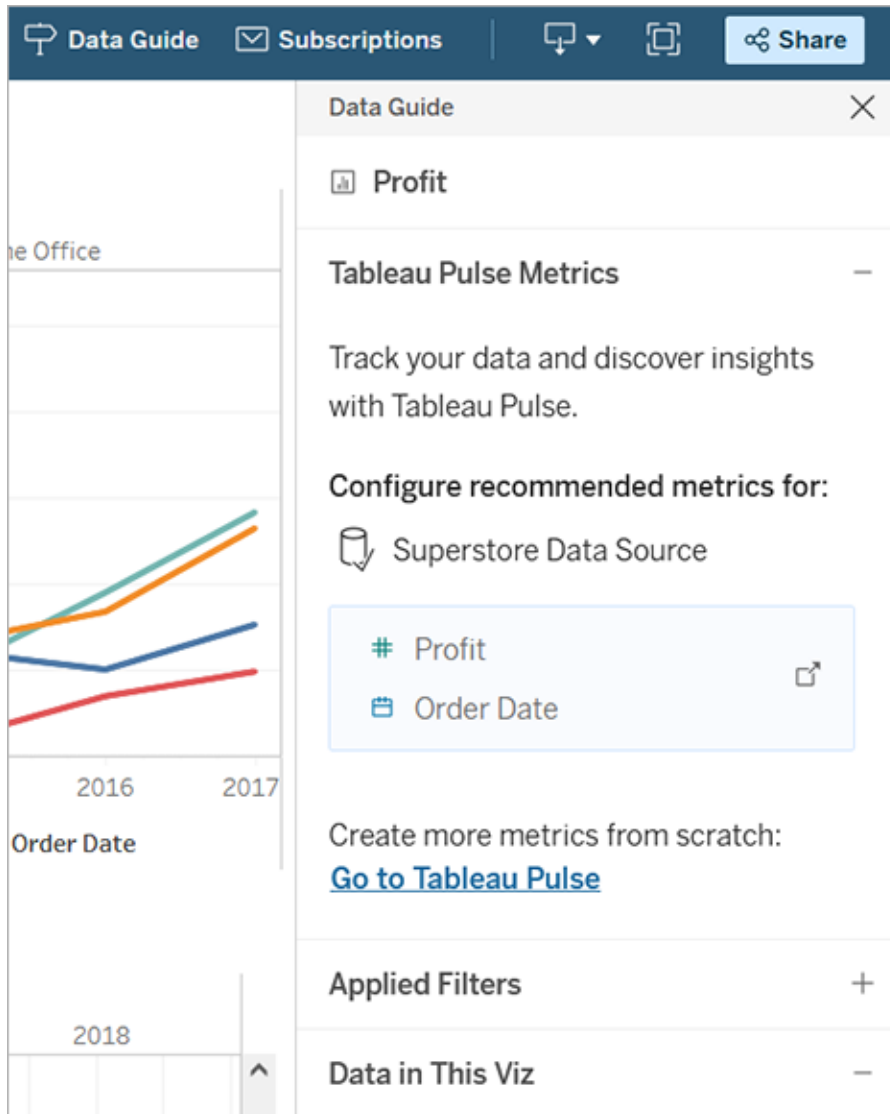 Data Guide Subscriptions Share
Data Guide
Profit
Office
Tableau Pulse Metrics
Track your data and discover insights
with Tableau Pulse.
Configure recommended metrics for:
Superstore Data Source
Profit
Order Date
2016 2017
Order Date
Create more metrics from scratch:
Go to Tableau Pulse
Applied Filters
2018
Data in This Viz